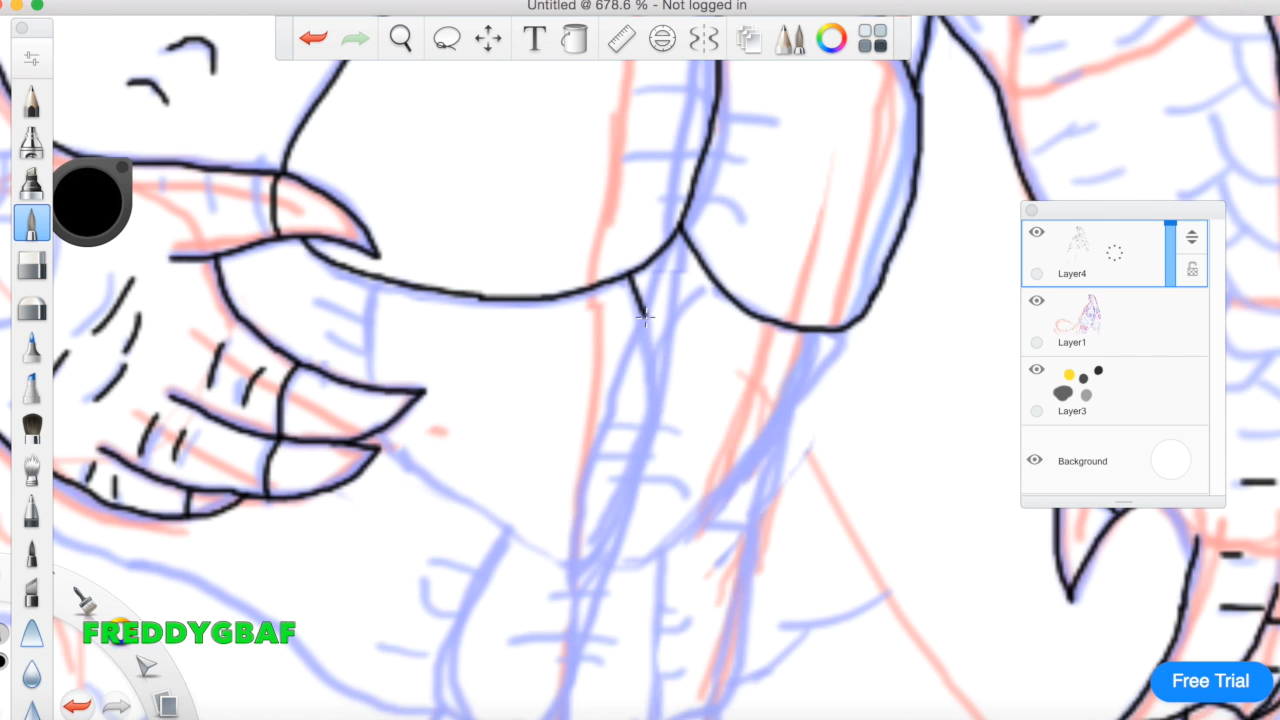 Untitled @ 678.6 % - Not logged in
T
Layer4
Layer1
Layer3
Background
FREDDYGBAF
Free Trial